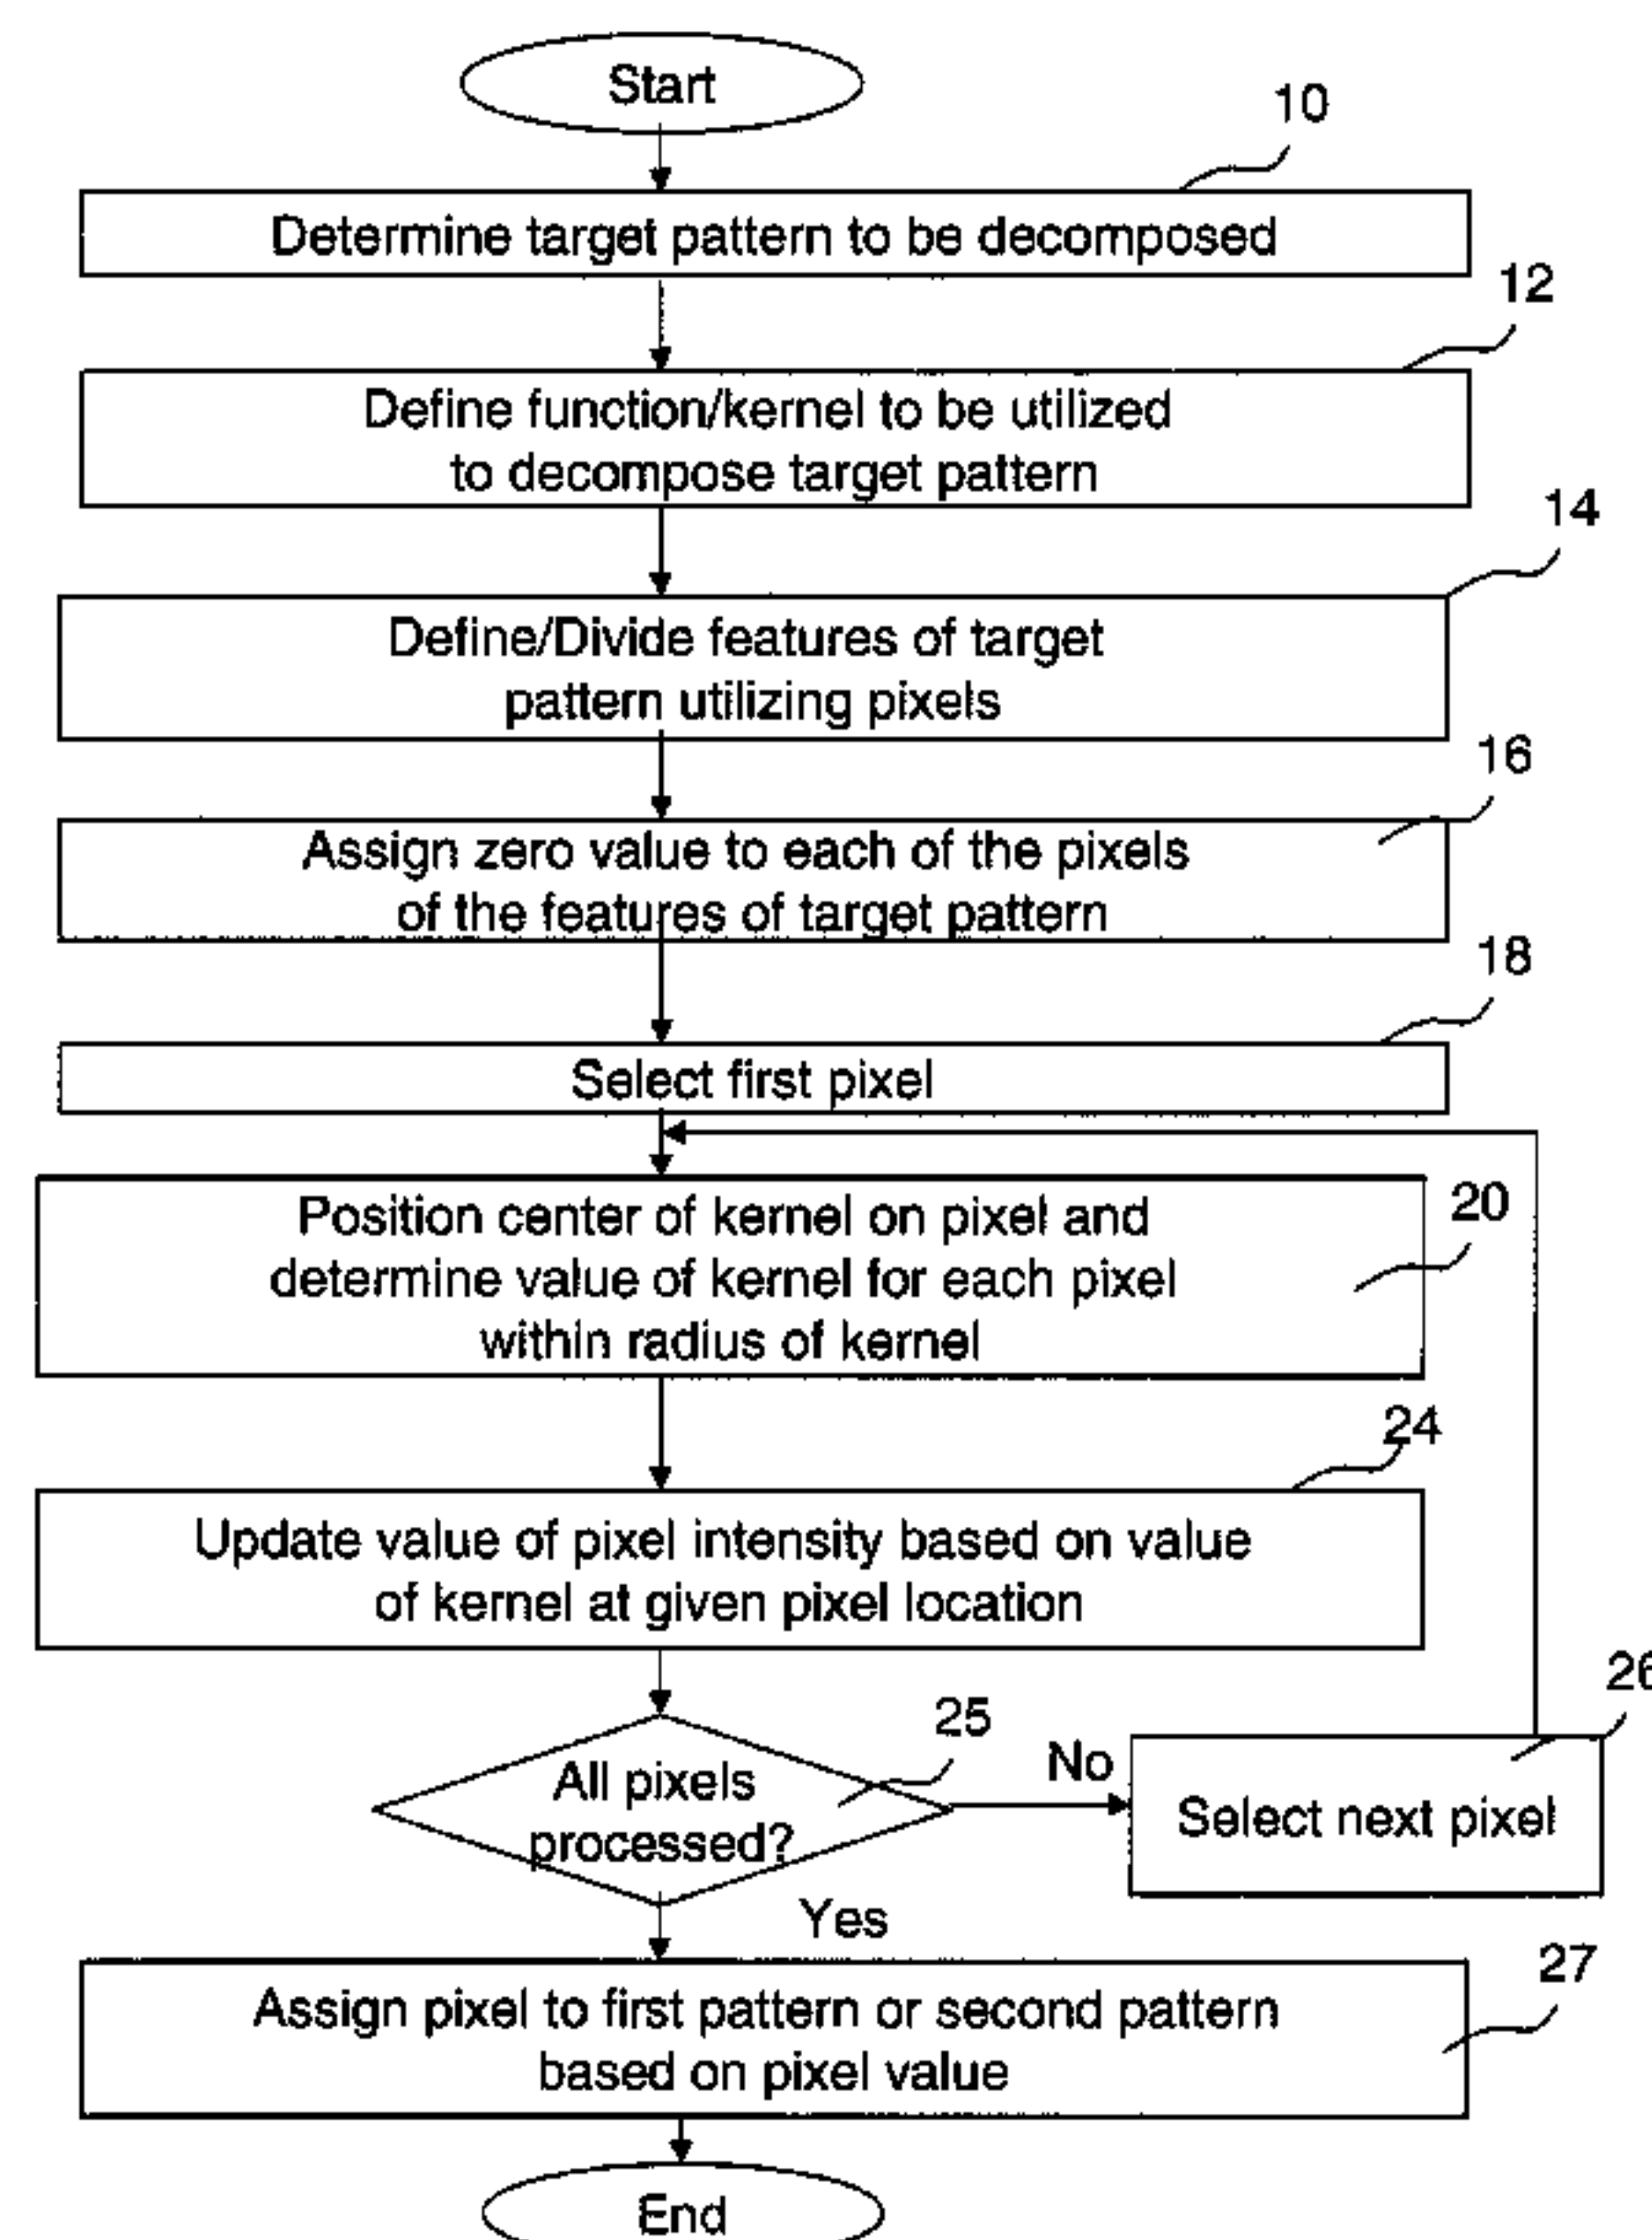 Start
10
Determine target pattern to be decomposed
12
Define function/kernel to be utilized
to decompose target pattern
14
Define/Divide features of target
pattern utilizing pixels
16
Assign zero value to each of the pixels
of the features of target pattern
18
Select first pixel
20
Position center of kernel on pixel and
determine value of kernel for each pixel
within radius of kernel
24
Update value of pixel intensity based on value
of kernel at given pixel location
25
All pixels
processed?
No
26
Select next pixel
Yes
27
Assign pixel to first pattern or second pattern
based on pixel value
End